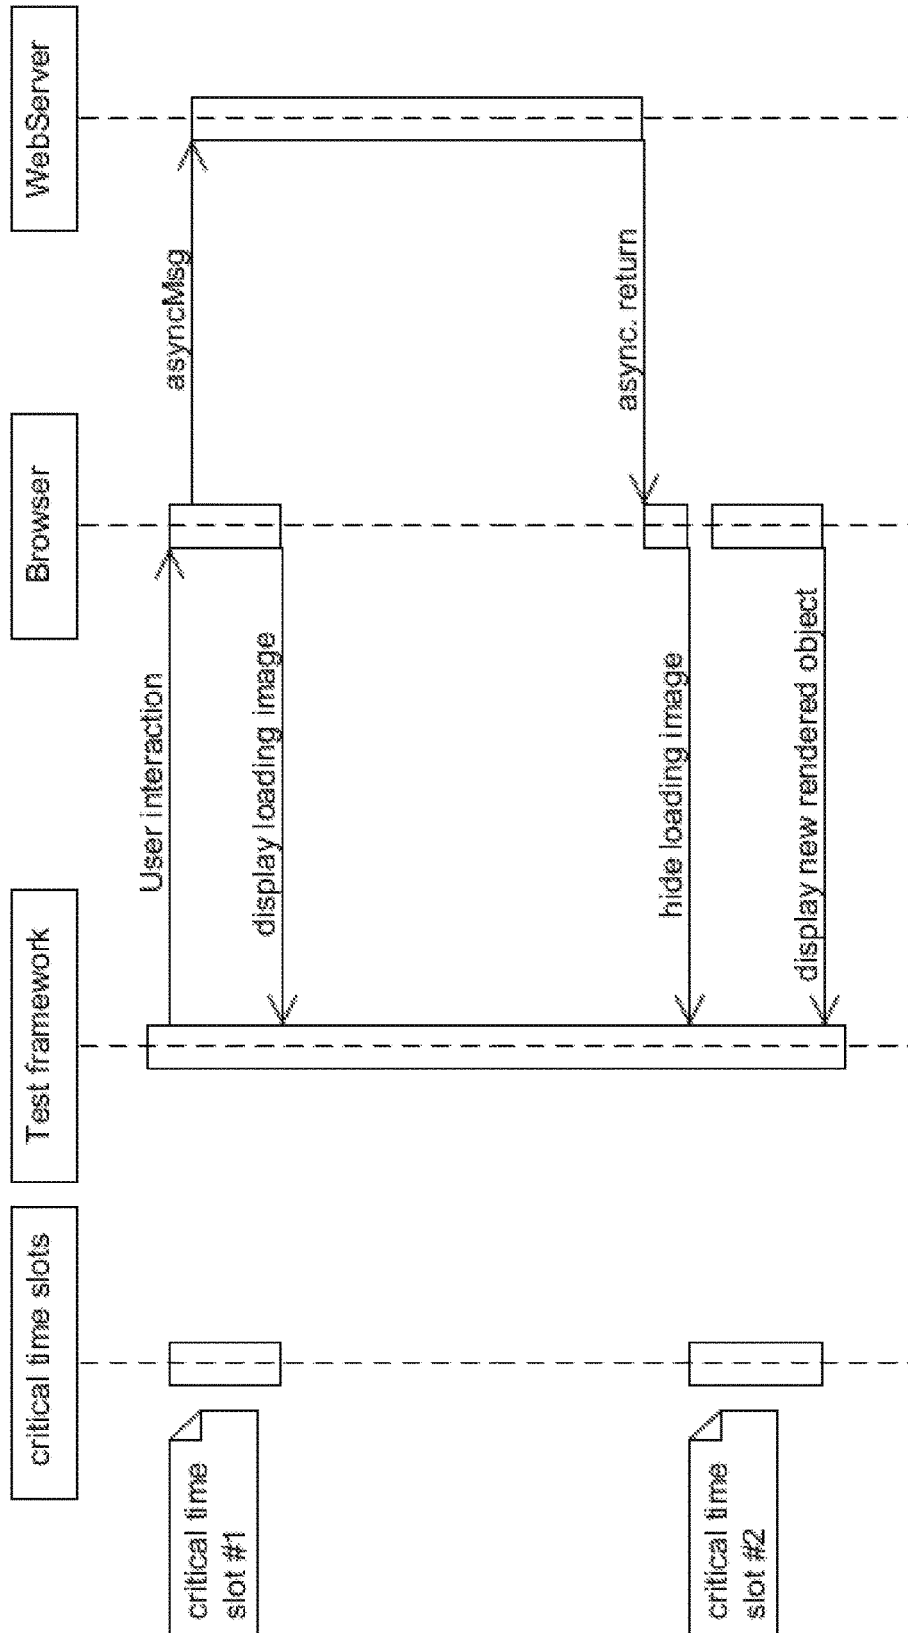 critical time slots
Test framework
Browser
WebServer
critical time
slot #1
User interaction
asyncMsg
display loading image
async. return
critical time
slot #2
hide loading image
display new rendered object